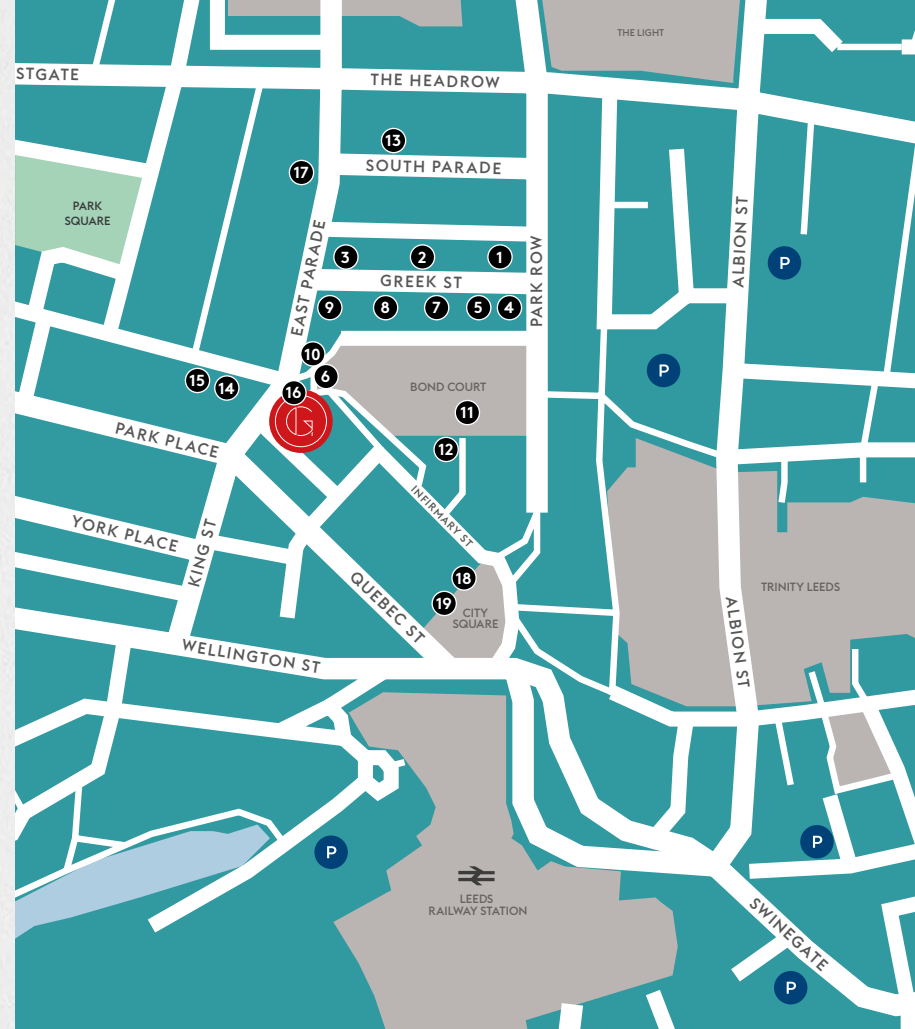 THE LIGHT
STGATE
THE HEADROW
13
SOUTH PARADE
17
PARK
SQUARE
ALBION ST
EAST PARADE
PARK ROW
3
2
1
P
GREEK ST
9
8
7
5
4
10
6
P
15
14
16
BOND COURT
11
G
PARK PLACE
12
INFIRMARY ST
YORK PLACE
KING ST
18
QUEBEC ST
19
CITY
SQUARE
TRINITY LEEDS
ALBION ST
WELLINGTON ST
P
P
LEEDS
RAILWAY STATION
SWINEGATE
P